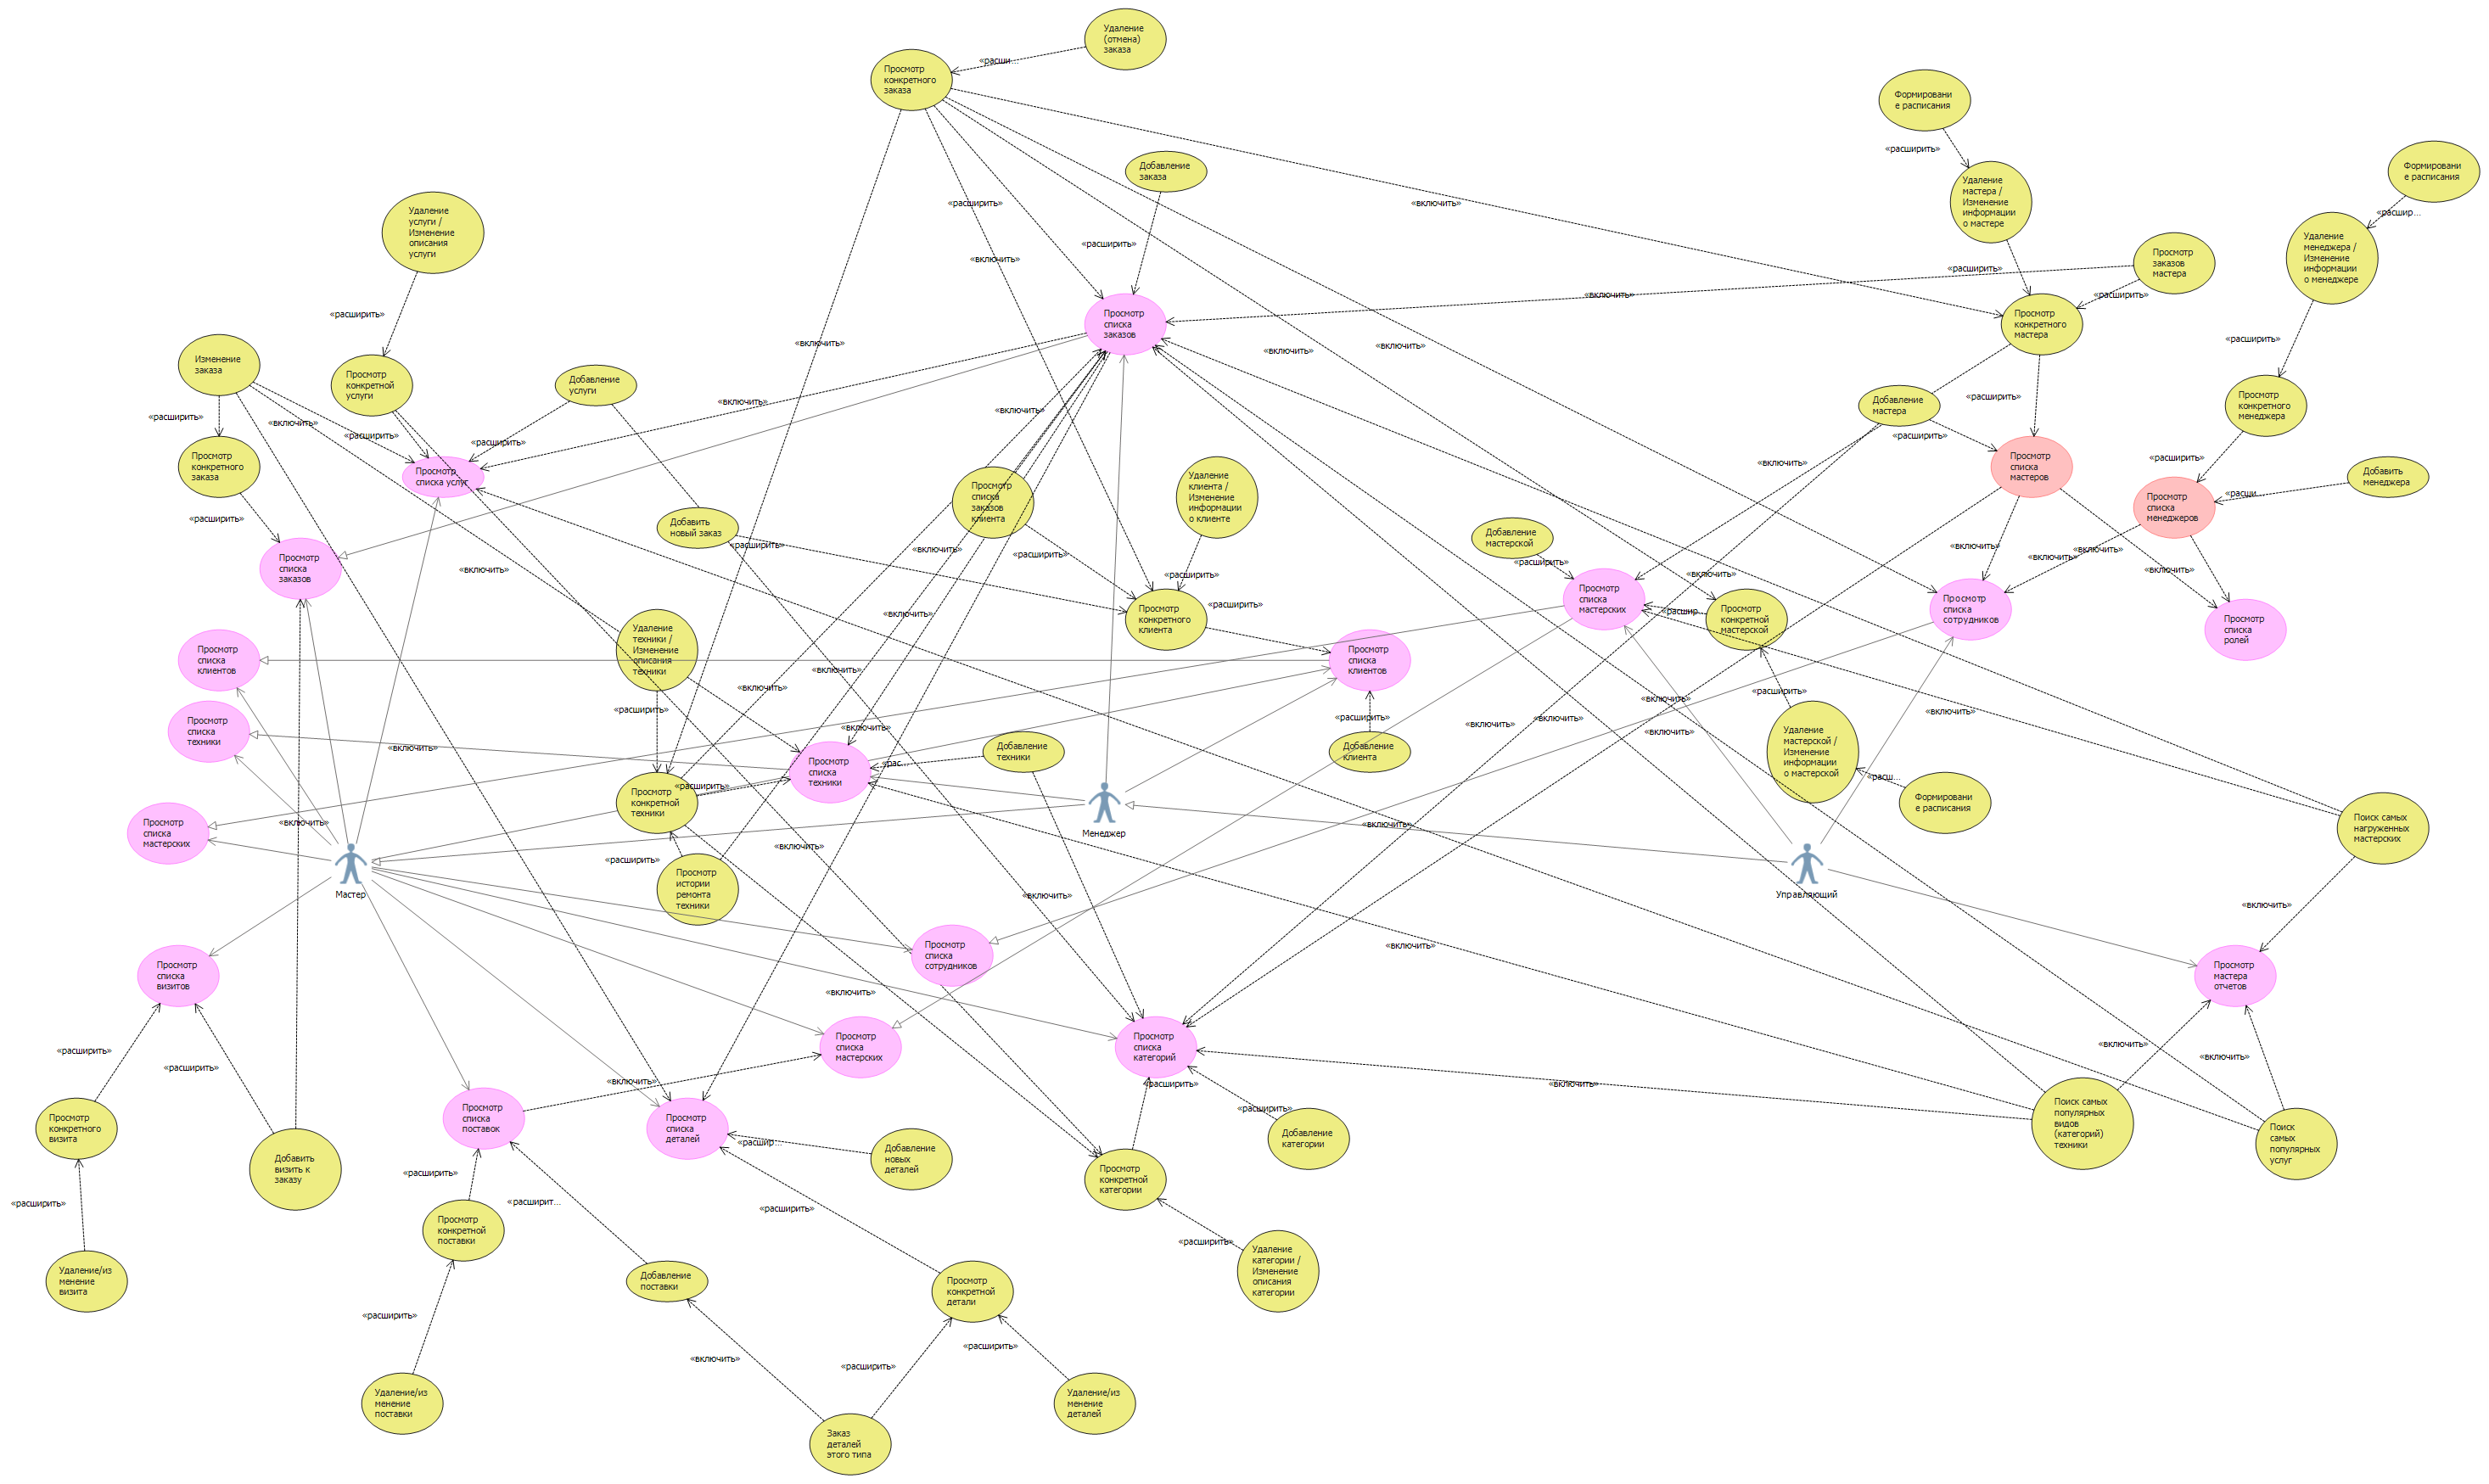 Удаление
(отмена)
заказа
«расши...
Просмотр
конкретного
заказа
Формировани
е расписания
«расширить»
Формировани
е расписания
Добавление
заказа
Удаление
мастера /
Изменение
информации
о мастере
«расшир...
«расширить»
«включить»
Удаление
услуги /
Изменение
описания
услуги
Удаление
менеджера /
Изменение
информации
о менеджере
«расширить»
«включить»
Просмотр
заказов
мастера
«расширить»
«включить»
«расширить»
«расширить»
Просмотр
списка
заказов
Просмотр
конкретного
мастера
«включить»
«включить»
«включить»
«расширить»
Изменение
заказа
Просмотр
конкретной
услуги
Добавление
услуги
«включить»
«расширить»
Добавление
мастера
Просмотр
конкретного
менеджера
«расширить»
«включить»
«расширить»
«расширить»
«включить»
«расширить»
Просмотр
конкретного
заказа
Просмотр
списка услуг
Просмотр
списка
заказов
клиента
Удаление
клиента /
Изменение
информации
о клиенте
«включить»
Просмотр
списка
мастеров
«расширить»
Добавить
менеджера
«расши...
Просмотр
списка
менеджеров
«расширить»
Добавить
новый заказ
«расширить»
«включить»
«расширить»
Добавление
мастерской
«расширить»
«включить»
«включить»
«включить»
«включить»
Просмотр
списка
заказов
«включить»
«расширить»
«включить»
Просмотр
списка
мастерских
«расшир...
Просмотр
конкретной
мастерской
Просмотр
списка
сотрудников
Просмотр
списка
ролей
«расширить»
Просмотр
конкретного
клиента
Удаление
техники /
Изменение
описания
техники
«включить»
Просмотр
списка
клиентов
Просмотр
списка
клиентов
«включить»
«включить»
«включить»
«расширить»
«включить»
«расширить»
«расширить»
«включить»
Просмотр
списка
техники
«включить»
«включить»
«включить»
«включить»
«включить»
Добавление
техники
Добавление
клиента
Удаление
мастерской /
Изменение
информации
о мастерской
Просмотр
списка
техники
«рас...
«расш...
«расширить»
Просмотр
конкретной
техники
Формировани
е расписания
Просмотр
списка
мастерских
«включить»
Менеджер
«включить»
Поиск самых
нагруженных
мастерских
«расширить»
«включить»
Мастер
Просмотр
истории
ремонта
техники
«включить»
Управляющий
«включить»
Просмотр
списка
сотрудников
«включить»
Просмотр
списка
визитов
Просмотр
мастера
отчетов
«включить»
Просмотр
списка
мастерских
Просмотр
списка
категорий
«включить»
«включить»
«расширить»
«расширить»
«включить»
«расширить»
«включить»
Просмотр
списка
поставок
Просмотр
списка
деталей
«расширить»
Поиск самых
популярных
видов
(категорий)
техники
Просмотр
конкретного
визита
«расшир...
Добавление
новых
деталей
Добавление
категории
Поиск
самых
популярных
услуг
Добавить
визить к
заказу
«расширить»
Просмотр
конкретной
категории
«расширить»
«расширит...
«расширить»
Просмотр
конкретной
поставки
«расширить»
Удаление
категории /
Изменение
описания
категории
Удаление/из
менение
визита
Добавление
поставки
Просмотр
конкретной
детали
«расширить»
«включить»
«расширить»
«расширить»
Удаление/из
менение
поставки
Удаление/из
менение
деталей
Заказ
деталей
этого типа